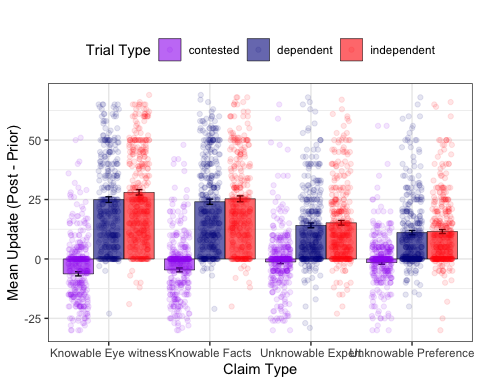 Trial Type contested dependent independent
Mean Update (Post - Prior)
50
25
0
-25
Knowable Eye witness Knowable Facts Unknowable Expert Unknowable Preference
Claim Type